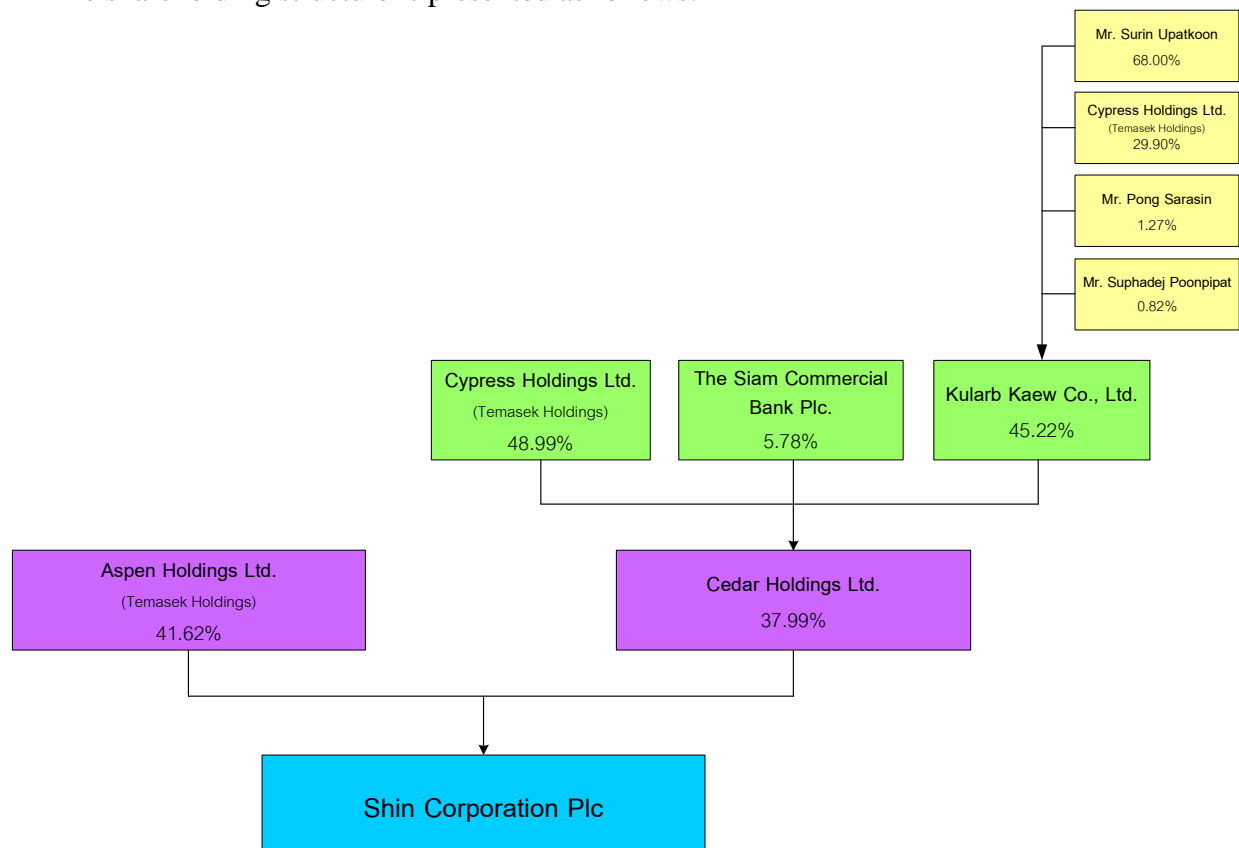 Mr. Surin Upatkoon
68.00%
Cypress Holdings Ltd.
(Temasek Holdings)
29.90%
Mr. Pong Sarasin
1.27%
Mr. Suphadej Poonpipat
0.82%
Cypress Holdings Ltd.
(Temasek Holdings)
48.99%
The Siam Commercial
Bank Plc.
5.78%
Kularb Kaew Co., Ltd.
45.22%
Aspen Holdings Ltd.
(Temasek Holdings)
41.62%
Cedar Holdings Ltd.
37.99%
Shin Corporation Plc